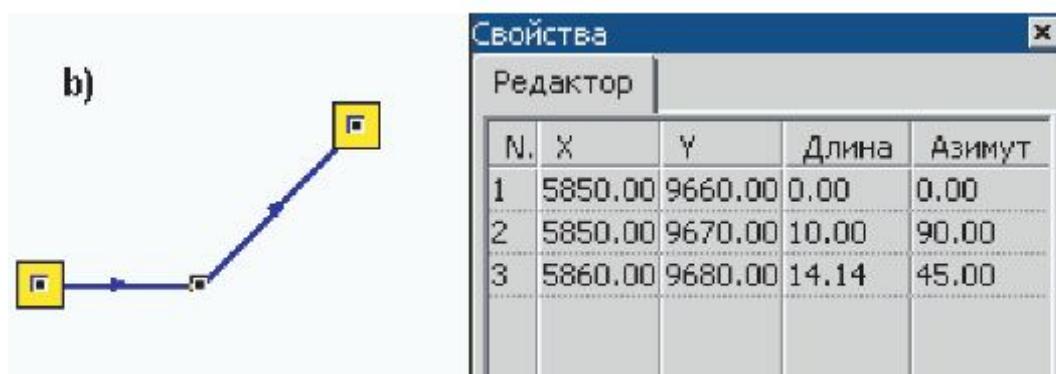 b)
Свойства
Редактор
N. X Y Длина Азимут
1 5850.00 9660.00 0.00 0.00
2 5850.00 9670.00 10.00 90.00
3 5860.00 9680.00 14.14 45.00